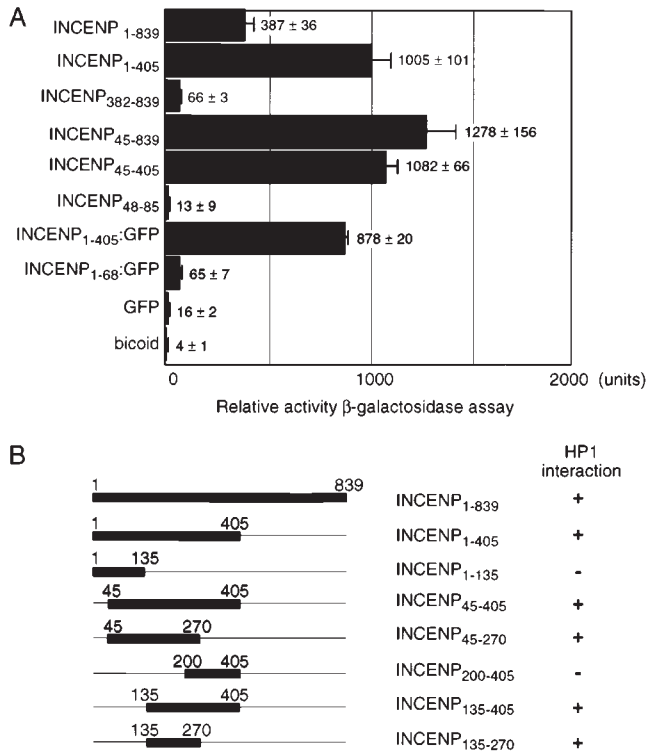 A
INCENP 1-839 387 ± 36
INCENP1-405 1005 ± 101
INCENP382-839 66 ± 3
INCENP45-839 1278 ± 156
INCENP45-405 1082 ± 66
INCENP48-85 13 ± 9
INCENP1-405:GFP 878 ± 20
INCENP1-68:GFP 65 ± 7
GFP 16 ± 2
bicoid 4 ± 1
0 1000 2000 (units)
Relative activity β-galactosidase assay
B
HP1
interaction
1 839 INCENP1-839 +
1 405 INCENP1-405 +
1 135 INCENP1-135 -
45 405 INCENP45-405 +
45 270 INCENP45-270 +
200 405 INCENP200-405 -
135 405 INCENP135-405 +
135 270 INCENP135-270 +